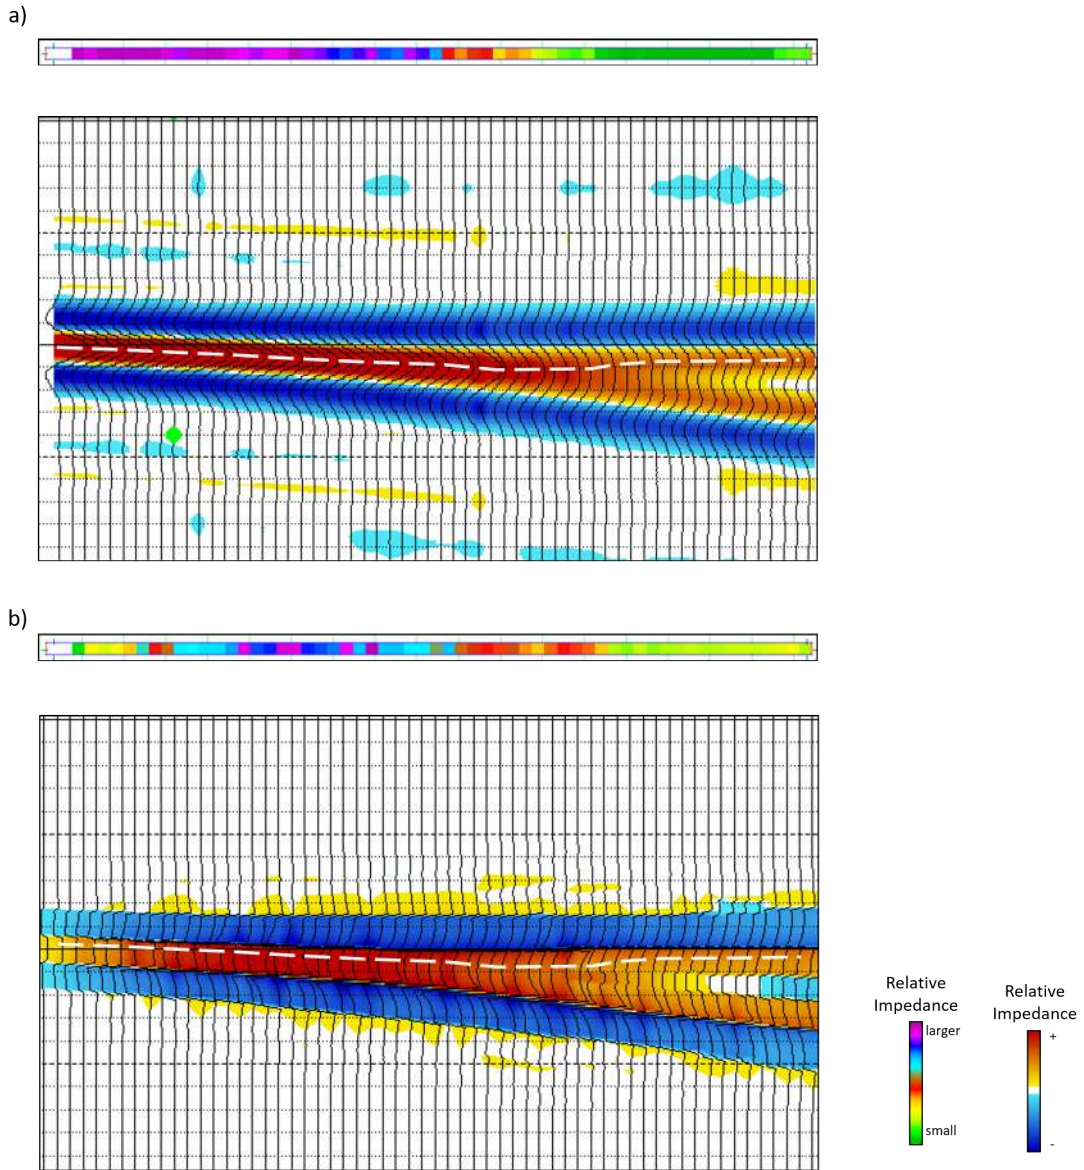 a)
b)
Relative
Impedance
larger
small
Relative
Impedance
+
-